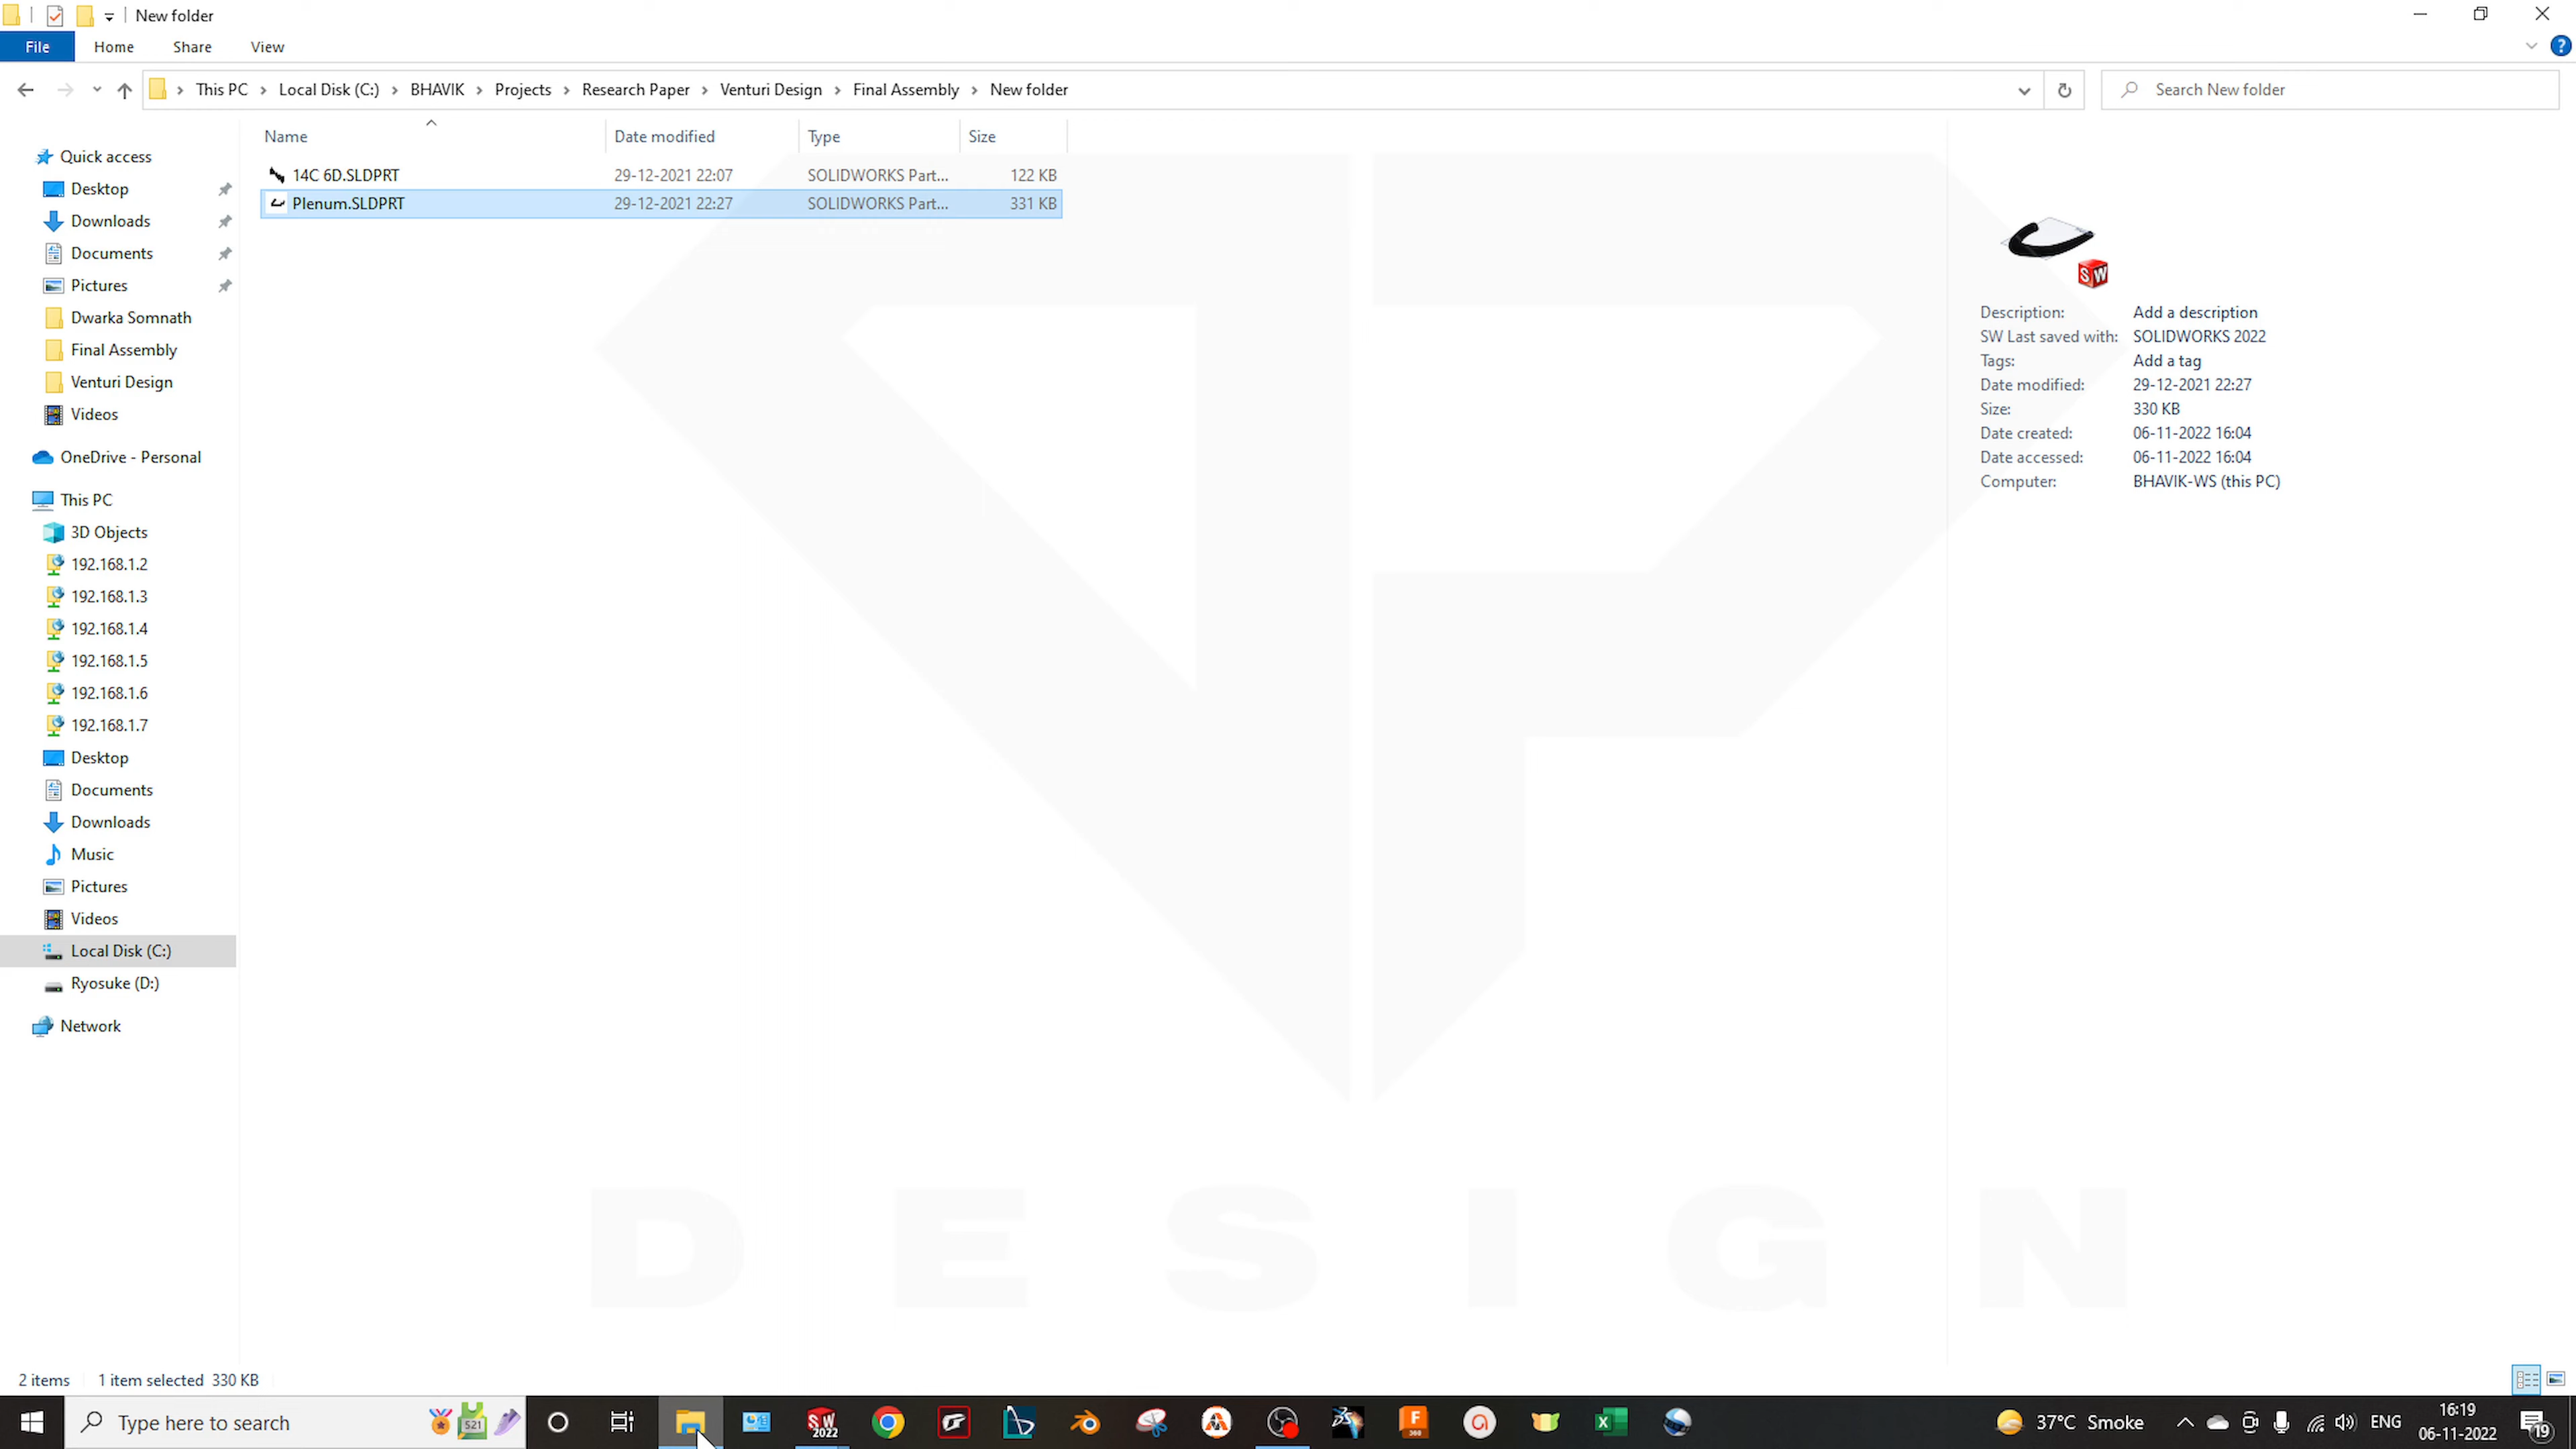 New folder
File Home Share View
This PC Local Disk (C:) BHAVIK Projects Research Paper Venturi Design Final Assembly New folder
Search New folder
Name Date modified Type Size
14C 6D.SLDPRT 29-12-2021 22:07 SOLIDWORKS Part... 122 KB
Plenum.SLDPRT 29-12-2021 22:27 SOLIDWORKS Part... 331 KB
Quick access
Desktop
Downloads
Documents
Pictures
Dwarka Somnath
Final Assembly
Venturi Design
Videos
OneDrive - Personal
This PC
3D Objects
192.168.1.2
192.168.1.3
192.168.1.4
192.168.1.5
192.168.1.6
192.168.1.7
Desktop
Documents
Downloads
Music
Pictures
Videos
Local Disk (C:)
Ryosuke (D:)
Network
SW
Description: Add a description
SW Last saved with: SOLIDWORKS 2022
Tags: Add a tag
Date modified: 29-12-2021 22:27
Size: 330 KB
Date created: 06-11-2022 16:04
Date accessed: 06-11-2022 16:04
Computer: BHAVIK-WS (this PC)
DESIGN
2 items 1 item selected 330 KB
Type here to search
521
SW 2022
F 360
37°C Smoke
ENG
16:19
06-11-2022
19